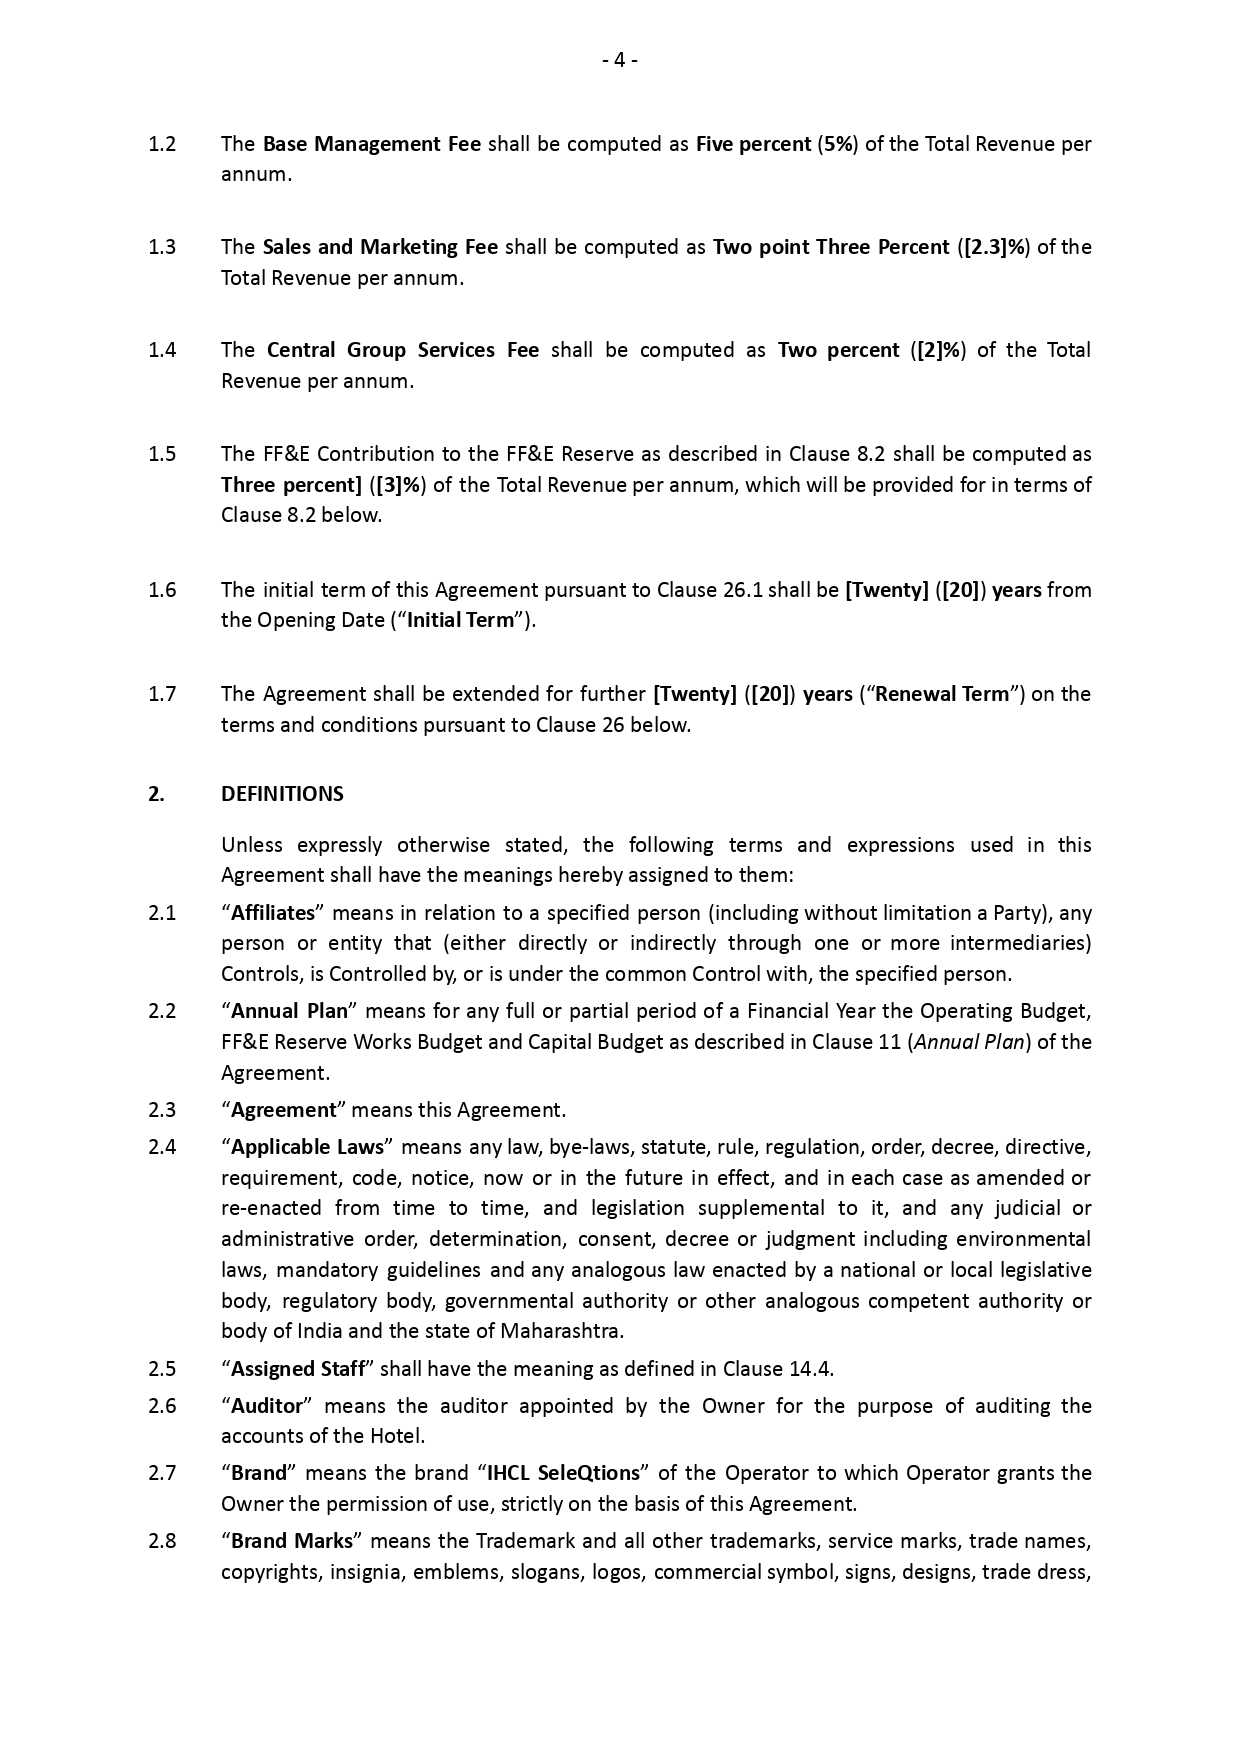 - 4 -
1.2 The Base Management Fee shall be computed as Five percent (5%) of the Total Revenue per
annum.
1.3 The Sales and Marketing Fee shall be computed as Two point Three Percent ([2.3]%) of the
Total Revenue per annum.
1.4 The Central Group Services Fee shall be computed as Two percent ([2]%) of the Total
Revenue per annum.
1.5 The FF&E Contribution to the FF&E Reserve as described in Clause 8.2 shall be computed as
Three percent] ([3]%) of the Total Revenue per annum, which will be provided for in terms of
Clause 8.2 below.
1.6 The initial term of this Agreement pursuant to Clause 26.1 shall be [Twenty] ([20]) years from
the Opening Date (“Initial Term”).
1.7 The Agreement shall be extended for further [Twenty] ([20]) years (“Renewal Term”) on the
terms and conditions pursuant to Clause 26 below.
2. DEFINITIONS
Unless expressly otherwise stated, the following terms and expressions used in this
Agreement shall have the meanings hereby assigned to them:
2.1 “Affiliates” means in relation to a specified person (including without limitation a Party), any
person or entity that (either directly or indirectly through one or more intermediaries)
Controls, is Controlled by, or is under the common Control with, the specified person.
2.2 “Annual Plan” means for any full or partial period of a Financial Year the Operating Budget,
FF&E Reserve Works Budget and Capital Budget as described in Clause 11 (Annual Plan) of the
Agreement.
2.3 “Agreement” means this Agreement.
2.4 “Applicable Laws” means any law, bye-laws, statute, rule, regulation, order, decree, directive,
requirement, code, notice, now or in the future in effect, and in each case as amended or
re-enacted from time to time, and legislation supplemental to it, and any judicial or
administrative order, determination, consent, decree or judgment including environmental
laws, mandatory guidelines and any analogous law enacted by a national or local legislative
body, regulatory body, governmental authority or other analogous competent authority or
body of India and the state of Maharashtra.
2.5 “Assigned Staff” shall have the meaning as defined in Clause 14.4.
2.6 “Auditor” means the auditor appointed by the Owner for the purpose of auditing the
accounts of the Hotel.
2.7 “Brand” means the brand “IHCL SeleQtions” of the Operator to which Operator grants the
Owner the permission of use, strictly on the basis of this Agreement.
2.8 “Brand Marks” means the Trademark and all other trademarks, service marks, trade names,
copyrights, insignia, emblems, slogans, logos, commercial symbol, signs, designs, trade dress,